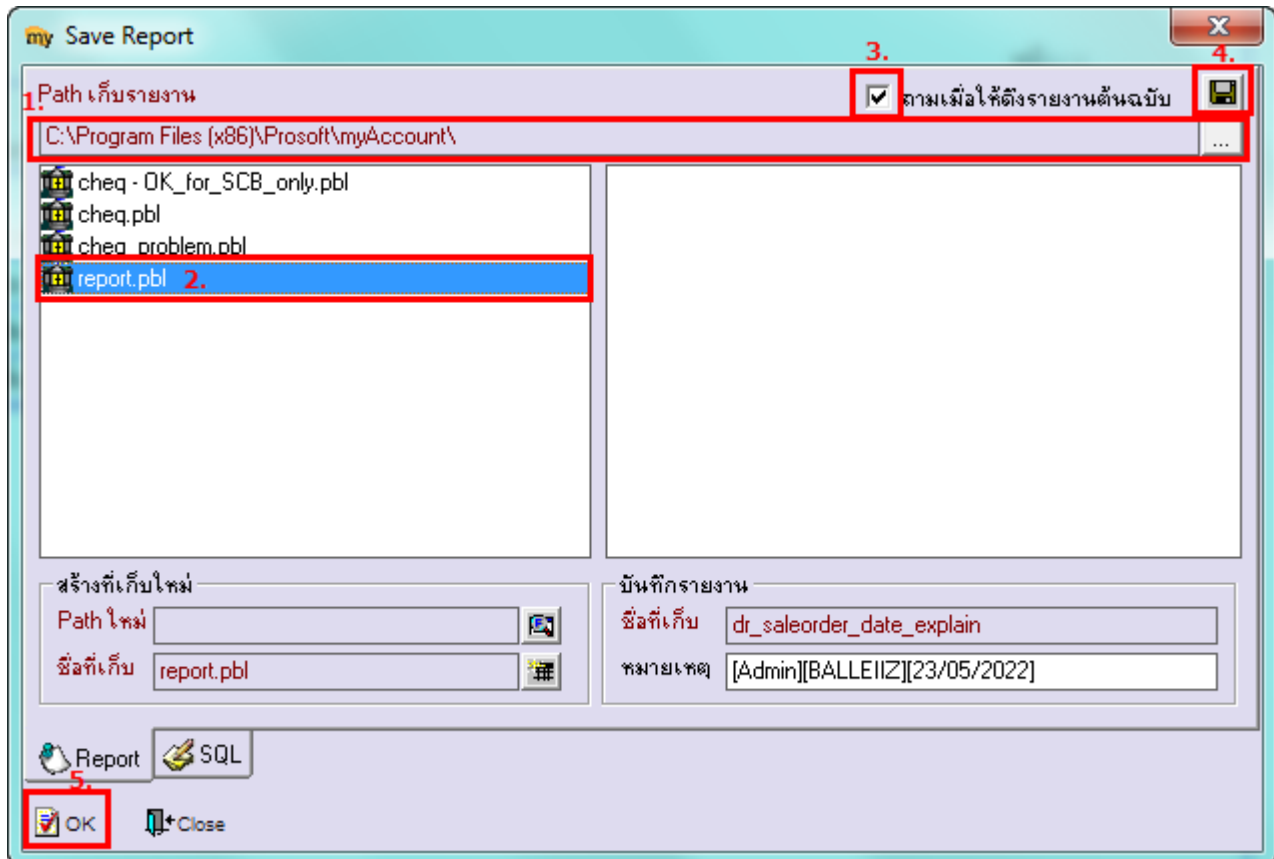 my Save Report
3.
4.
Path เก็บรายงาน
ถามเมื่อให้ดึงรายงานต้นฉบับ
1.
C:\Program Files (x86)\Prosoft\myAccount\
...
cheq - OK_for_SCB_only.pbl
cheq.pbl
cheq_problem.pbl
report.pbl 2.
สร้างที่เก็บใหม่
Path ใหม่
ชื่อที่เก็บ report.pbl
บันทึกรายงาน
ชื่อที่เก็บ dr_saleorder_date_explain
หมายเหตุ [Admin][BALLEIIZ][23/05/2022]
Report SQL
5.
OK Close